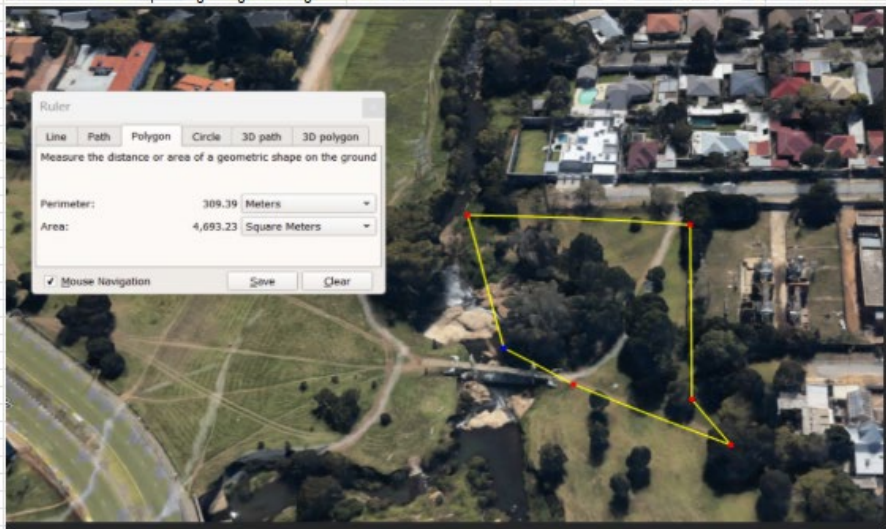 Ruler
Line Path Polygon Circle 3D path 3D polygon
Measure the distance or area of a geometric shape on the ground
Perimeter: 309.39 Meters
Area: 4,693.23 Square Meters
Mouse Navigation Save Clear